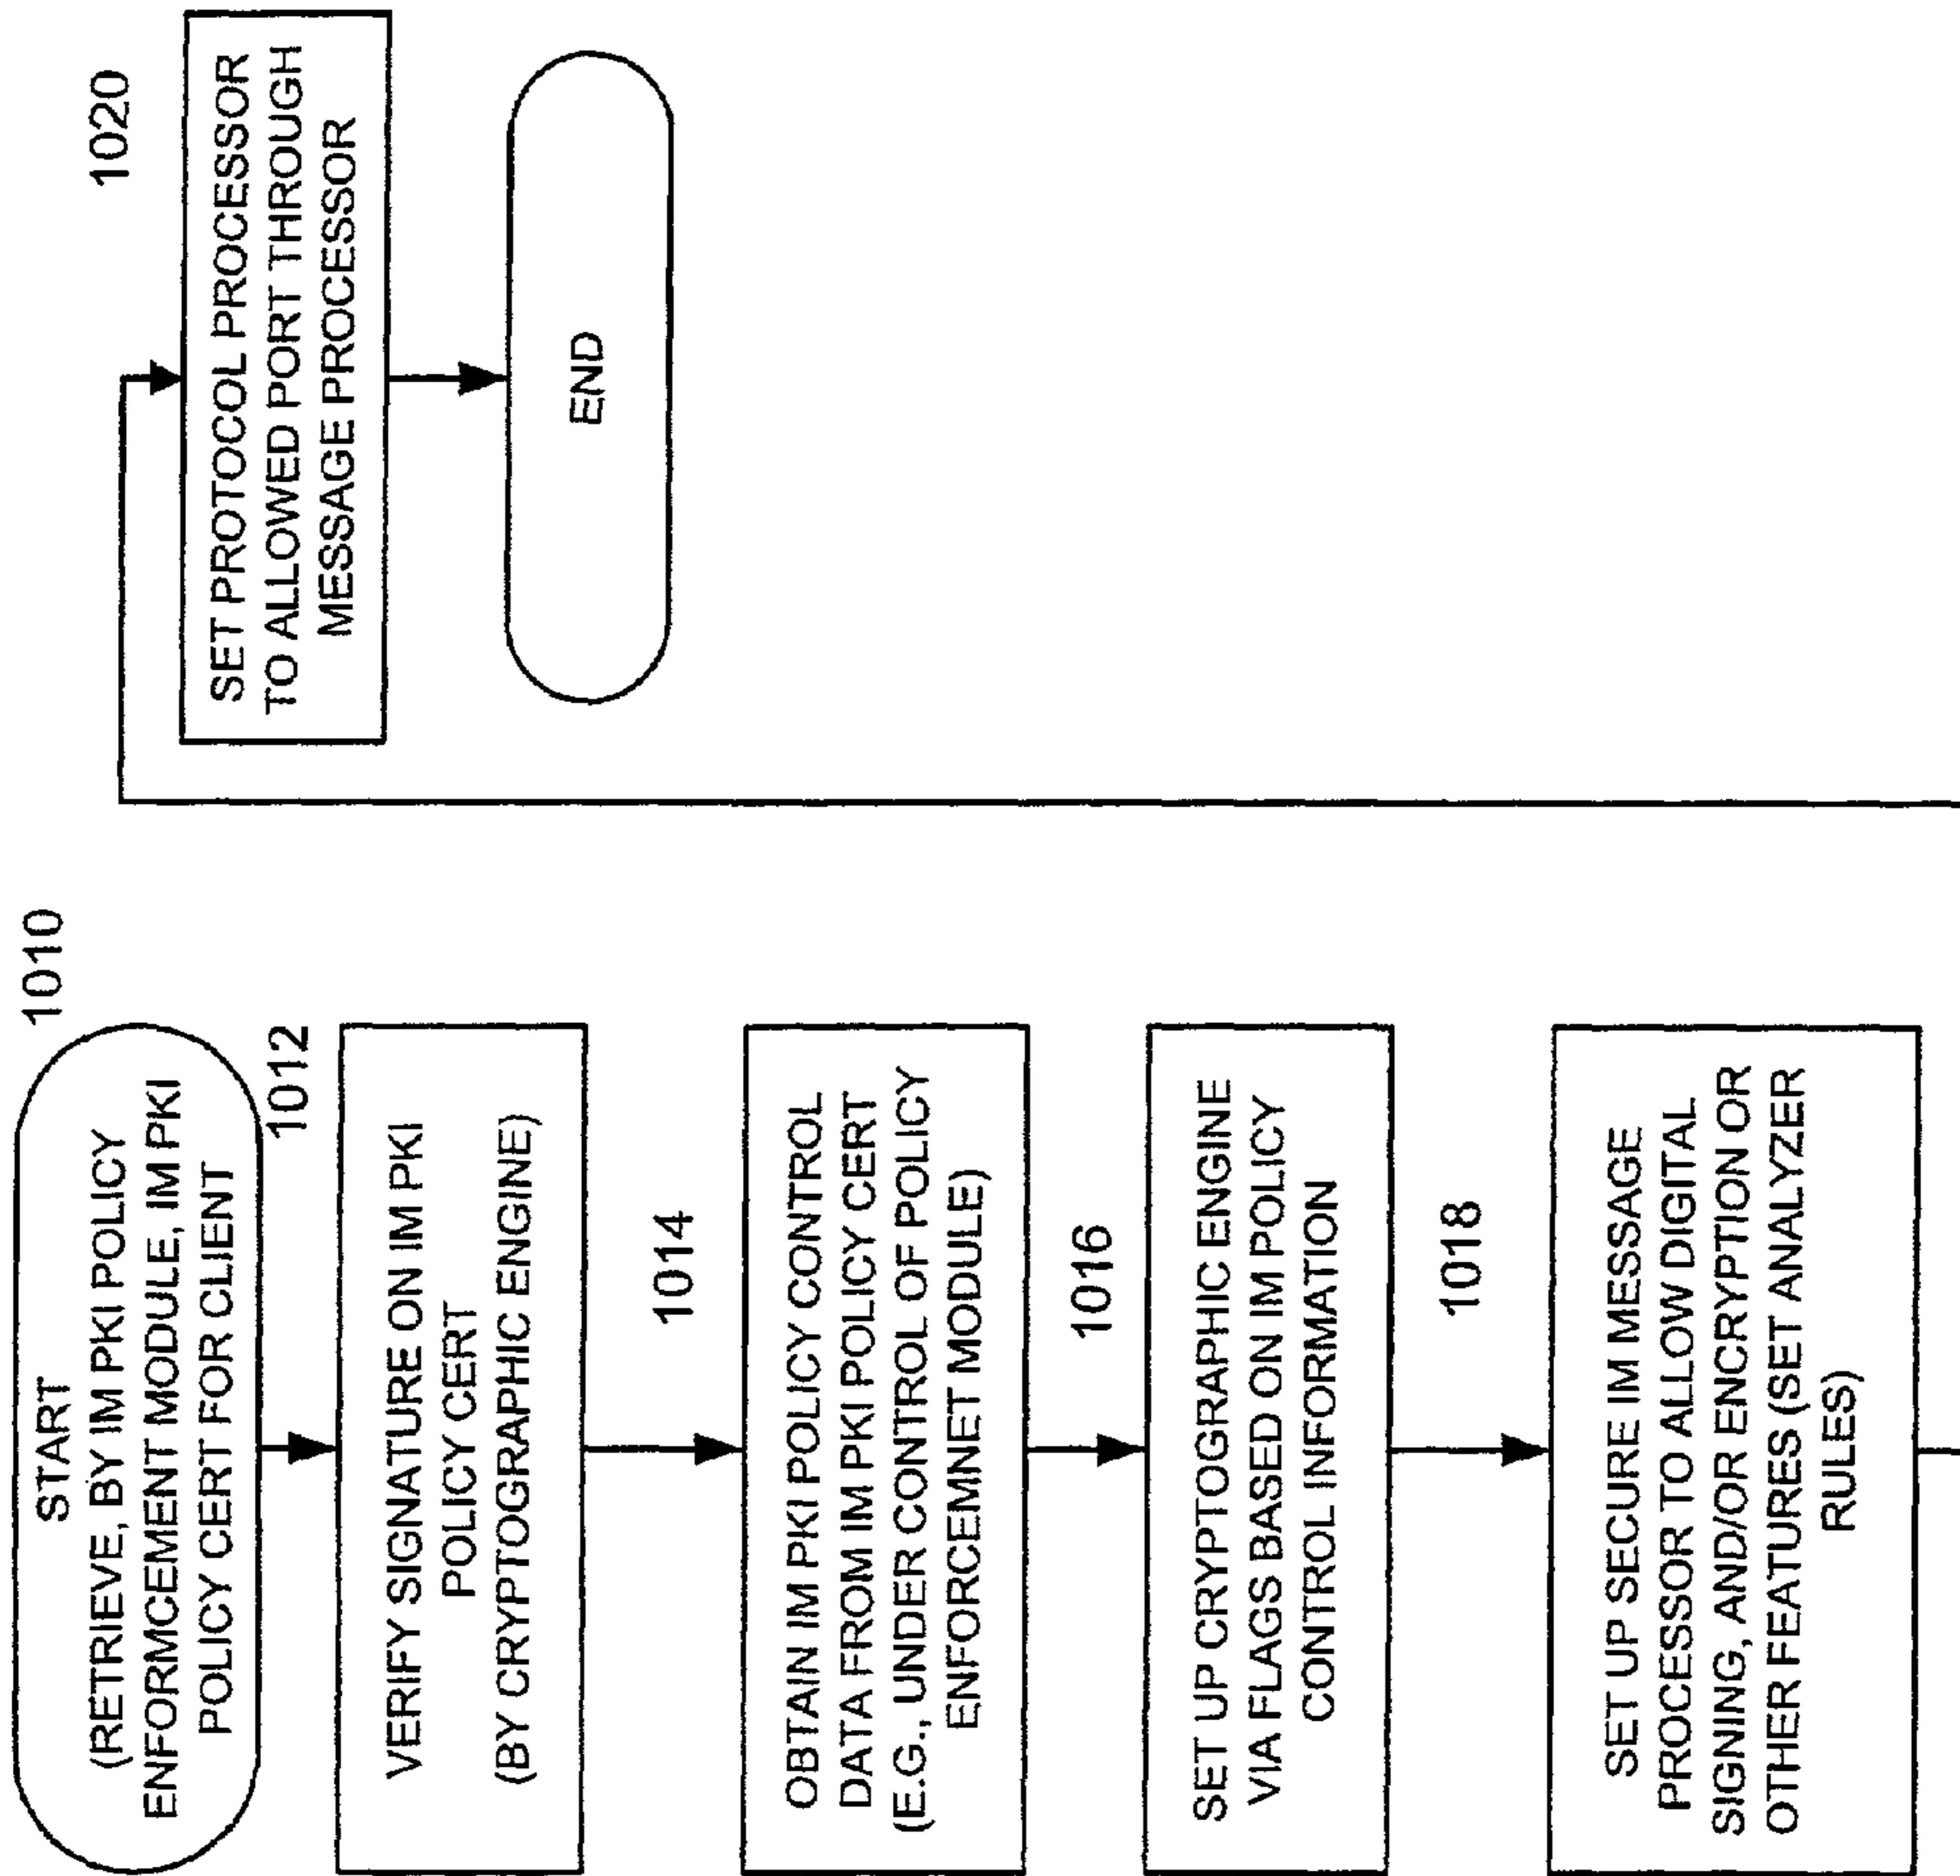 1010
START
(RETRIEVE, BY IM PKI POLICY
ENFORMCEMENT MODULE, IM PKI
POLICY CERT FOR CLIENT
1012
VERIFY SIGNATURE ON IM PKI
POLICY CERT
(BY CRYPTOGRAPHIC ENGINE)
1014
OBTAIN IM PKI POLICY CONTROL
DATA FROM IM PKI POLICY CERT
(E.G., UNDER CONTROL OF POLICY
ENFORCEMNET MODULE)
1016
SET UP CRYPTOGRAPHIC ENGINE
VIA FLAGS BASED ON IM POLICY
CONTROL INFORMATION
1018
SET UP SECURE IM MESSAGE
PROCESSOR TO ALLOW DIGITAL
SIGNING, AND/OR ENCRYPTION OR
OTHER FEATURES (SET ANALYZER
RULES)
1020
SET PROTOCOL PROCESSOR
TO ALLOWED PORT THROUGH
MESSAGE PROCESSOR
END